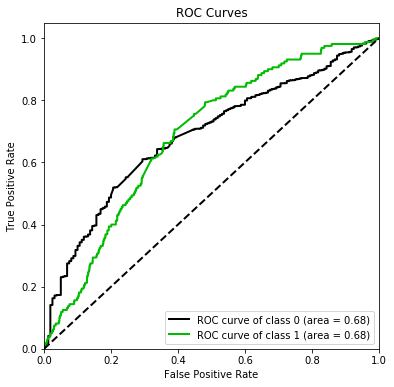 ROC Curves
True Positive Rate
1.0
0.8
0.6
0.4
0.2
0.0
ROC curve of class 0 (area = 0.68)
ROC curve of class 1 (area = 0.68)
0.0 0.2 0.4 0.6 0.8 1.0
False Positive Rate